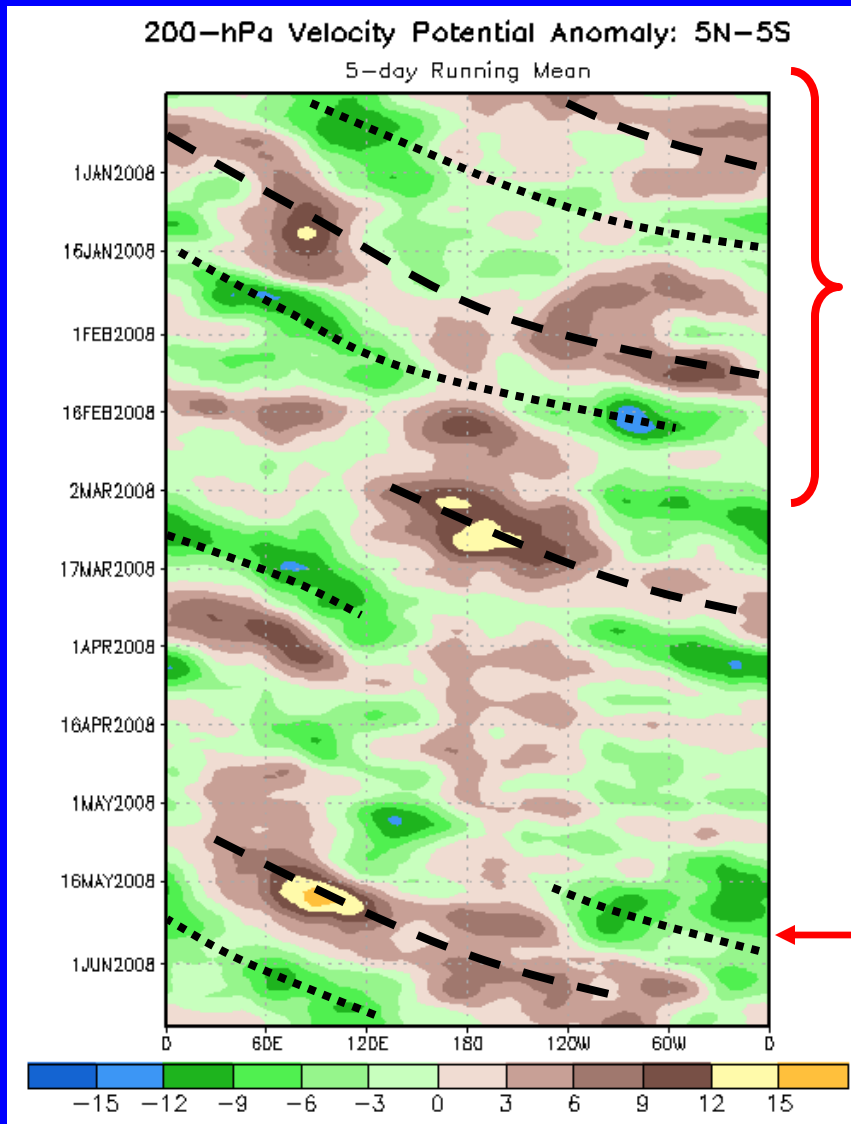 200-hPa Velocity Potential Anomaly: 5N-5S
5-day Running Mean
1JAN2008
16JAN2008
1FEB2008
16FEB2008
2MAR2008
17MAR2008
1APR2008
16APR2008
1MAY2008
16MAY2008
1JUN2008
0 60E 120E 180 120W 60W 0
-15 -12 -9 -6 -3 0 3 6 9 12 15